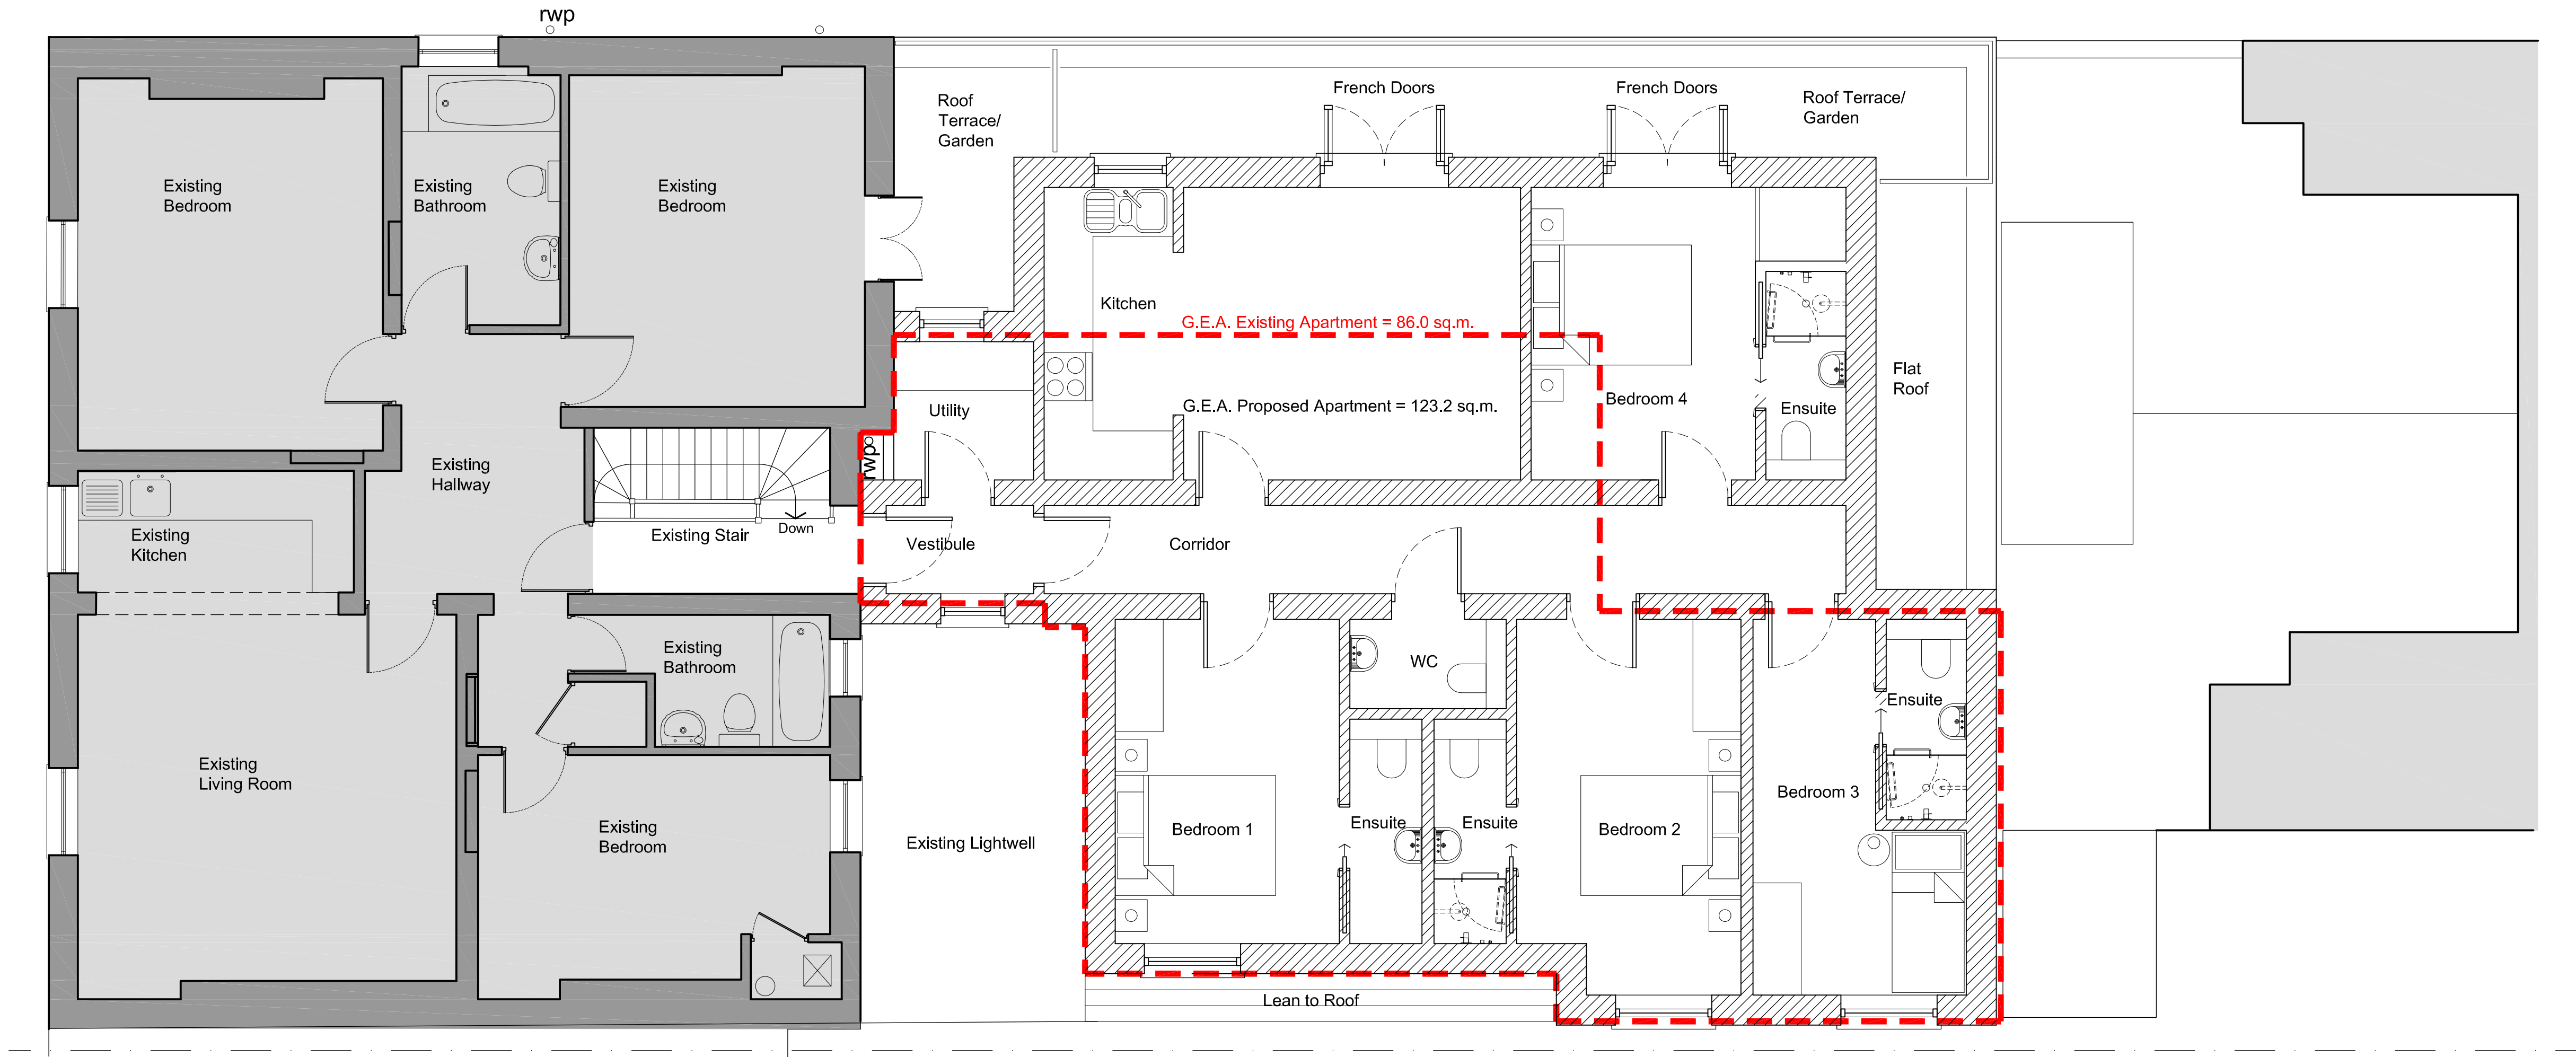 rwp
Roof
Terrace/
Garden
French Doors
French Doors
Roof Terrace/
Garden
Existing
Bedroom
Existing
Bathroom
Existing
Bedroom
Kitchen
G.E.A. Existing Apartment = 86.0 sq.m.
Flat
Roof
Utility
G.E.A. Proposed Apartment = 123.2 sq.m.
Bedroom 4
Ensuite
rwp
Existing
Hallway
Existing
Kitchen
Existing Stair
Down
Vestibule
Corridor
Existing
Bathroom
WC
Ensuite
Existing
Living Room
Existing
Bedroom
Existing Lightwell
Bedroom 1
Ensuite
Ensuite
Bedroom 2
Bedroom 3
Lean to Roof